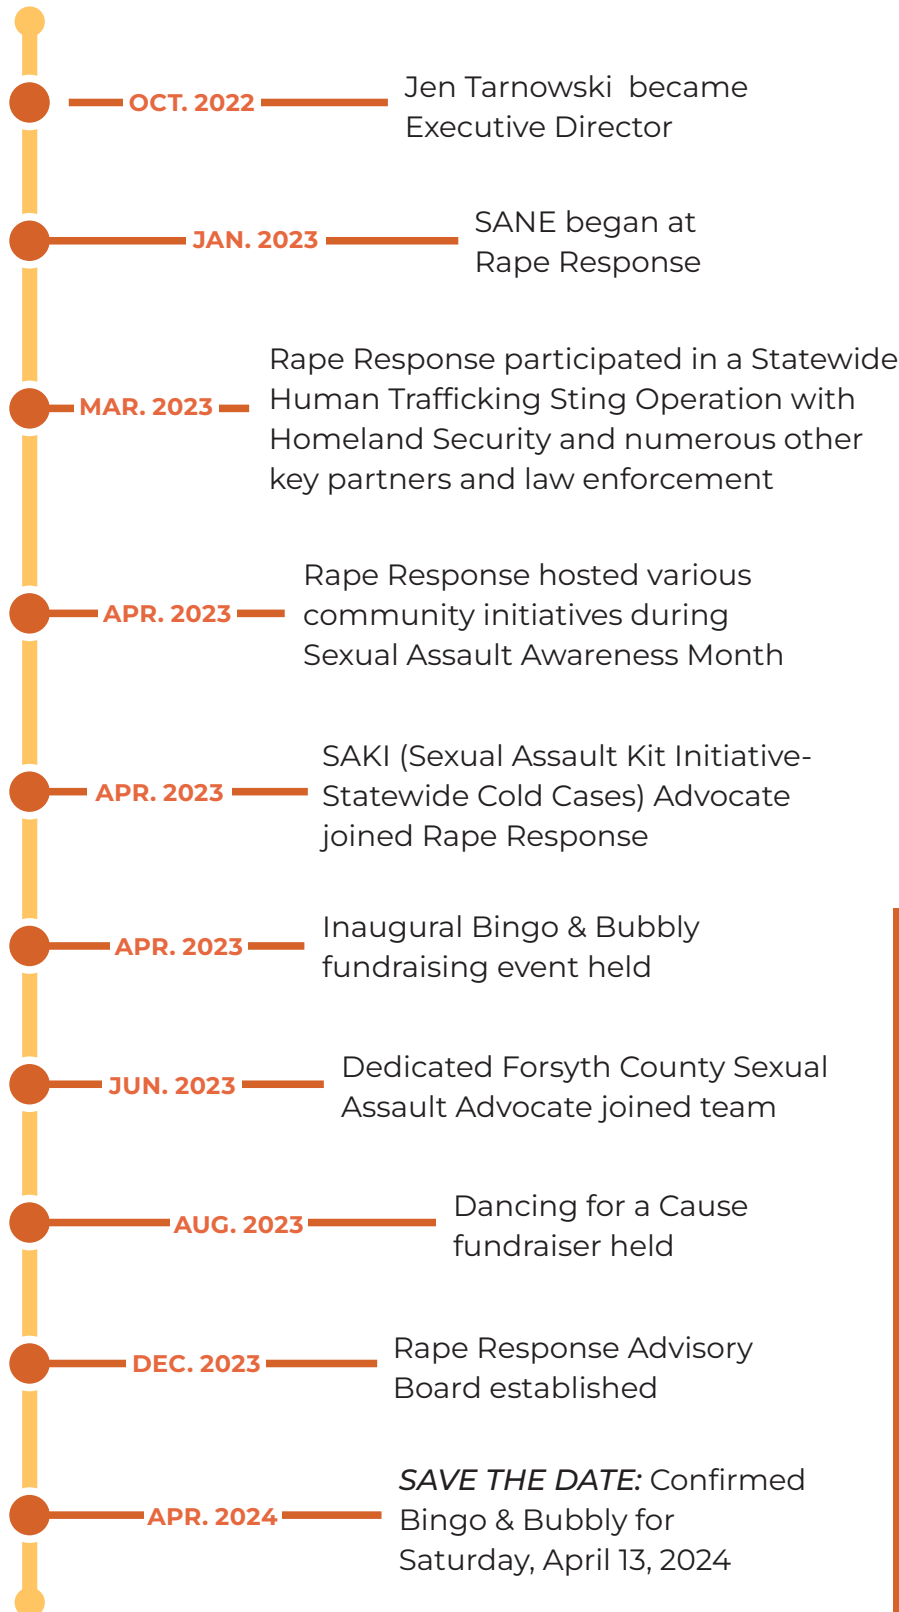 OCT. 2022
Jen Tarnowski became
Executive Director
JAN. 2023
SANE began at
Rape Response
MAR. 2023
Rape Response participated in a Statewide
Human Trafficking Sting Operation with
Homeland Security and numerous other
key partners and law enforcement
APR. 2023
Rape Response hosted various
community initiatives during
Sexual Assault Awareness Month
APR. 2023
SAKI (Sexual Assault Kit Initiative-
Statewide Cold Cases) Advocate
joined Rape Response
APR. 2023
Inaugural Bingo & Bubbly
fundraising event held
JUN. 2023
Dedicated Forsyth County Sexual
Assault Advocate joined team
AUG. 2023
Dancing for a Cause
fundraiser held
DEC. 2023
Rape Response Advisory
Board established
APR. 2024
SAVE THE DATE: Confirmed
Bingo & Bubbly for
Saturday, April 13, 2024